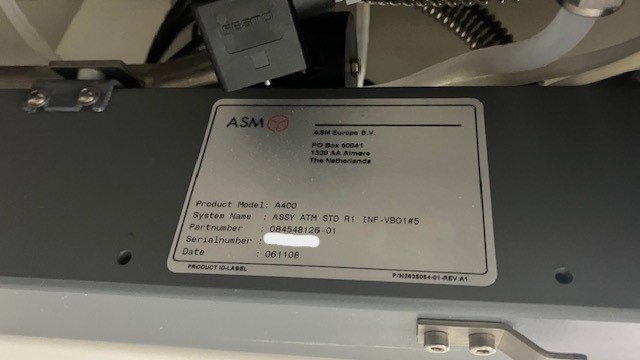 FESTO
ASM
ASM Europe B.V.
PO Box 60041
1320 AA Almere
The Netherlands
Product Model: A400
System Name : ASSY ATM STD R1 INF-VB01#5
Partnumber : 084548126-01
Serialnumber :
Date : 061108
PRODUCT ID-LABEL
P/N2635054-01-REV.A1